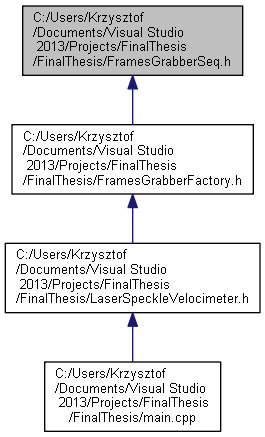 C:/Users/Krzysztof
/Documents/Visual Studio
2013/Projects/FinalThesis
/FinalThesis/FramesGrabberSeq.h
C:/Users/Krzysztof
/Documents/Visual Studio
2013/Projects/FinalThesis
/FinalThesis/FramesGrabberFactory.h
C:/Users/Krzysztof
/Documents/Visual Studio
2013/Projects/FinalThesis
/FinalThesis/LaserSpeckleVelocimeter.h
C:/Users/Krzysztof
/Documents/Visual Studio
2013/Projects/FinalThesis
/FinalThesis/main.cpp